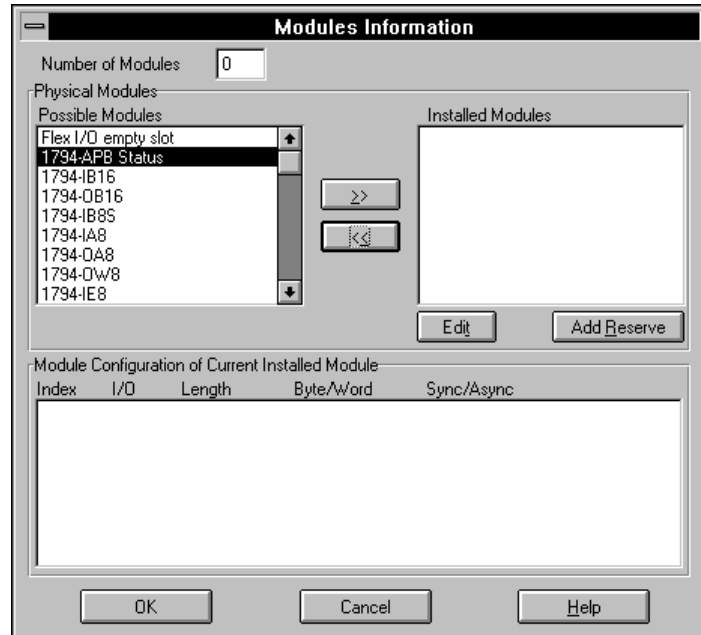 Modules Information
Number of Modules 0
Physical Modules
Possible Modules Installed Modules
Flex I/O empty slot
1794-APB Status
1794-IB16
1794-OB16
1794-IB8S
1794-IA8
1794-OA8
1794-OW8
1794-IE8
>>
<<
Edit Add Reserve
Module Configuration of Current Installed Module
Index I/O Length Byte/Word Sync/Async
OK Cancel Help